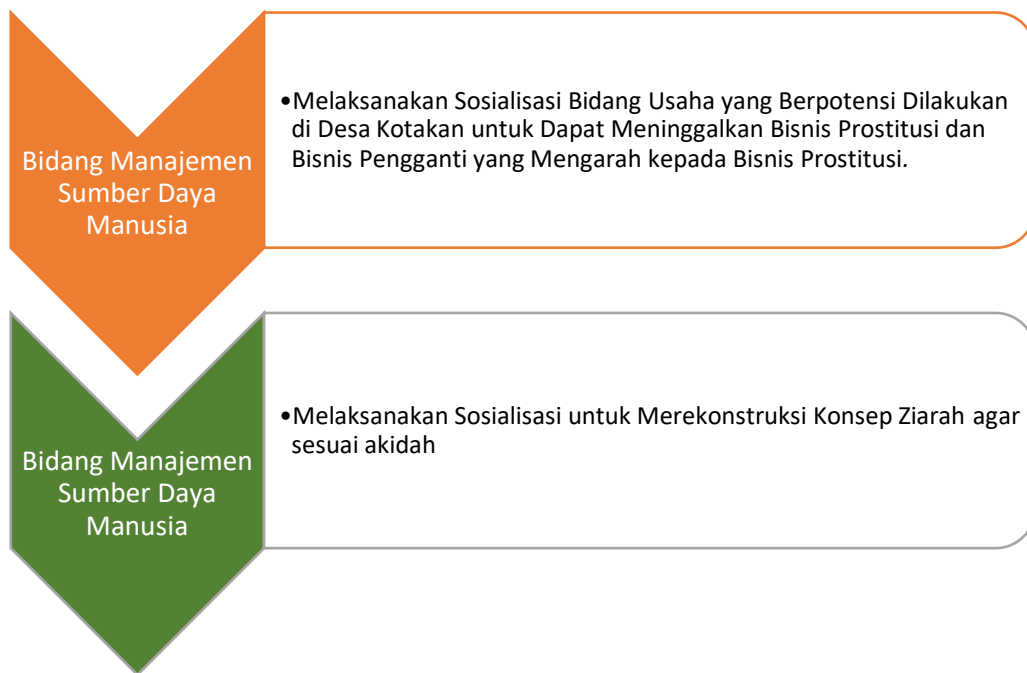 Bidang Manajemen
Sumber Daya
Manusia
•Melaksanakan Sosialisasi Bidang Usaha yang Berpotensi Dilakukan
di Desa Kotakan untuk Dapat Meninggalkan Bisnis Prostitusi dan
Bisnis Pengganti yang Mengarah kepada Bisnis Prostitusi.
Bidang Manajemen
Sumber Daya
Manusia
•Melaksanakan Sosialisasi untuk Merekonstruksi Konsep Ziarah agar
sesuai akidah